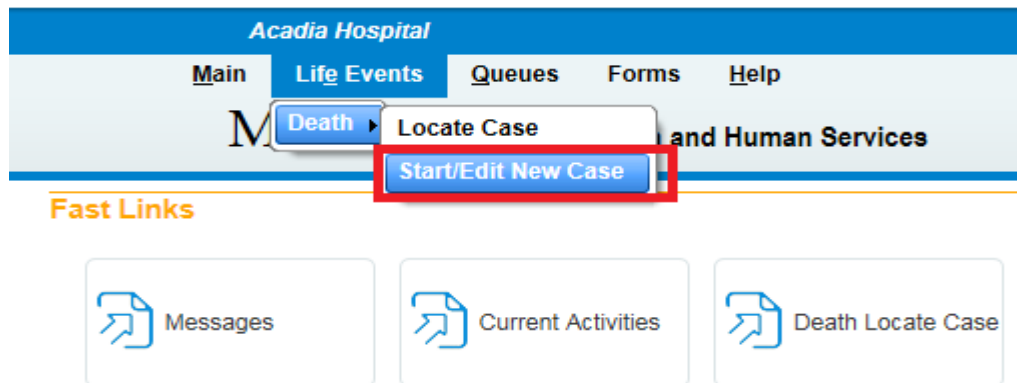 Acadia Hospital
Main Life Events Queues Forms Help
Death Locate Case
and Human Services
Start/Edit New Case
Fast Links
Messages Current Activities Death Locate Case